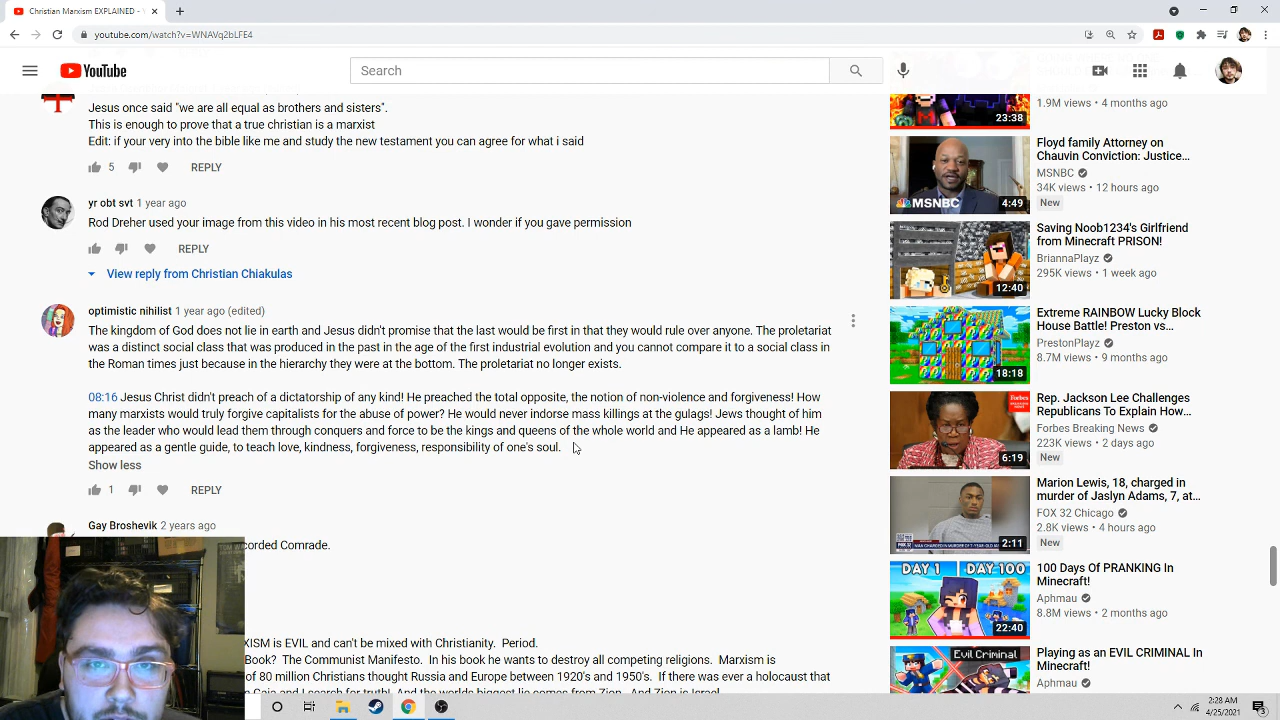 Christian Marxism - EXPLAINED -
youtube.com/watch?v=WNAVq2bLFE4
YouTube
Search
Jesus once said "we are all equal as brothers and sisters".
This is enough to prove that a true christian is a marxist
Edit: if your very into the bible like me and study the new testament you can agree for what i said
5 REPLY
yr obt svt 1 year ago
Rod Dreher used your image from this video in his most recent blog post. I wonder if you gave permission
REPLY
View reply from Christian Chiakulas
optimistic nihilist 1 year ago (edited)
The kingdom of God does not lie in earth and Jesus didn't promise that the last would be first in that they would rule over anyone. The proletariat
was a distinct social class that was formed in the past in the age of the first industrial evolution and you cannot compare it to a social class in
the Roman times just because the only way they were at the bottom. The proletariat no longer exists.
08:16 Jesus Christ didn't preach of a dictatorship of any kind! He preached the total opposite, the notion of non-violence and forgiveness! How
many marxists would truly forgive capitalists for the abuse of power? He would never indorse the killings at the gulags! Jews thought of him
as the leader who would lead them through conquers and force to be the kings and queens of the whole world and He appeared as a lamb! He
appeared as a gentle guide, to tech love, kindness, forgiveness, responsibility of one's soul.
Show less
1 REPLY
Gay Broshevik 2 years ago
orded Comrade.
XISM is EVIL and can't be mixed with Christianity. Period.
Book: The Communist Manifesto. In his book he wants to destroy all competing religions. Marxism is
of 80 million Christians thought Russia and Europe between 1920's and 1950's. If there was ever a holocaust that
23:38
1.9M views • 4 months ago
MSNBC
4:49
Floyd family Attorney on
Chauvin Conviction: Justice...
MSNBC
34K views • 12 hours ago
New
12:40
Saving Noob1234's Girlfriend
from Minecraft PRISON!
BriannaPlayz
295K views • 1 week ago
18:18
Extreme RAINBOW Lucky Block
House Battle! Preston vs...
PrestonPlayz
8.7M views • 9 months ago
6:19
Rep. Jackson Lee Challenges
Republicans To Explain How...
Forbes Breaking News
223K views • 2 days ago
New
2:11
Marion Lewis, 18, charged in
murder of Jaslyn Adams, 7, at...
FOX 32 Chicago
2.8K views • 4 hours ago
New
DAY 1 DAY 100
22:40
100 Days Of PRANKING In
Minecraft!
Aphmau
8.8M views • 2 months ago
Evil Criminal
Playing as an EVIL CRIMINAL In
Minecraft!
Aphmau
2:28 AM
4/25/2021